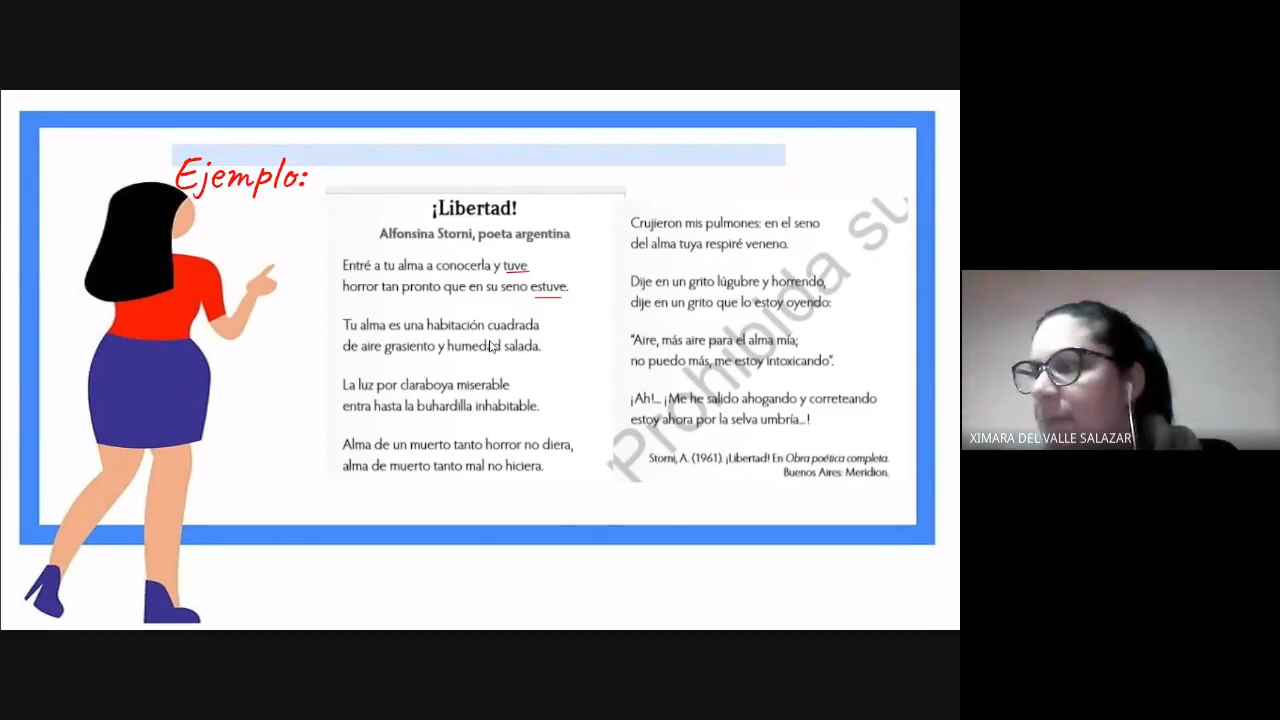 Ejemplo:
¡Libertad!
Alfonsina Storni, poeta argentina
Entré a tu alma a conocerla y tuve
horror tan pronto que en su seno estuve.
Tu alma es una habitación cuadrada
de aire grasiento y humedad salada.
La luz por claraboya miserable
entra hasta la buhardilla inhabitable.
Alma de un muerto tanto horror no diera,
alma de muerto tanto mal no hiciera.
Crujieron mis pulmones: en el seno
del alma tuya respiré veneno.
Dije en un grito lúgubre y horrendo,
dije en un grito que lo estoy oyendo:
"Aire, más aire para el alma mía;
no puedo más, me estoy intoxicando".
¡Ah!... ¡Me he salido ahogando y correteando
estoy ahora por la selva umbría...!
Storni, A. (1961). ¡Libertad! En Obra poética completa.
Buenos Aires: Meridion.
Prohibida su
XIMARA DEL VALLE SALAZAR